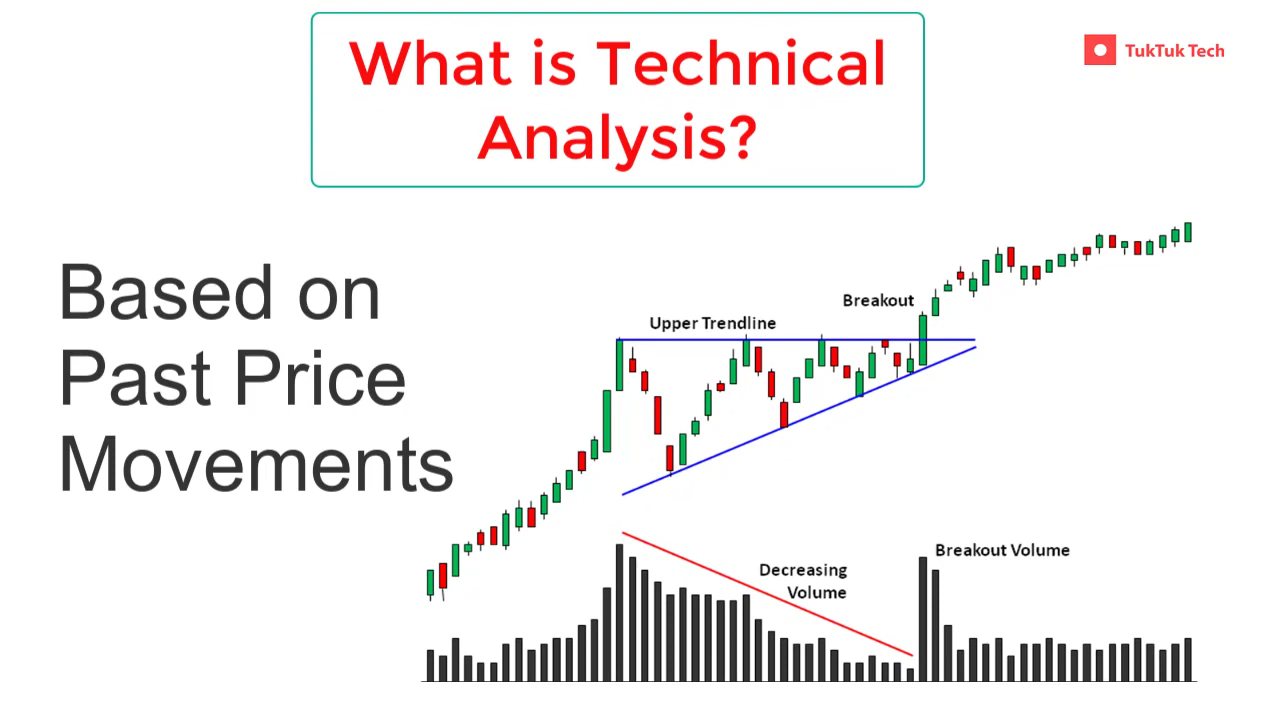 What is Technical
Analysis?
TukTuk Tech
Based on
Past Price
Movements
Upper Trendline
Breakout
Decreasing
Volume
Breakout Volume